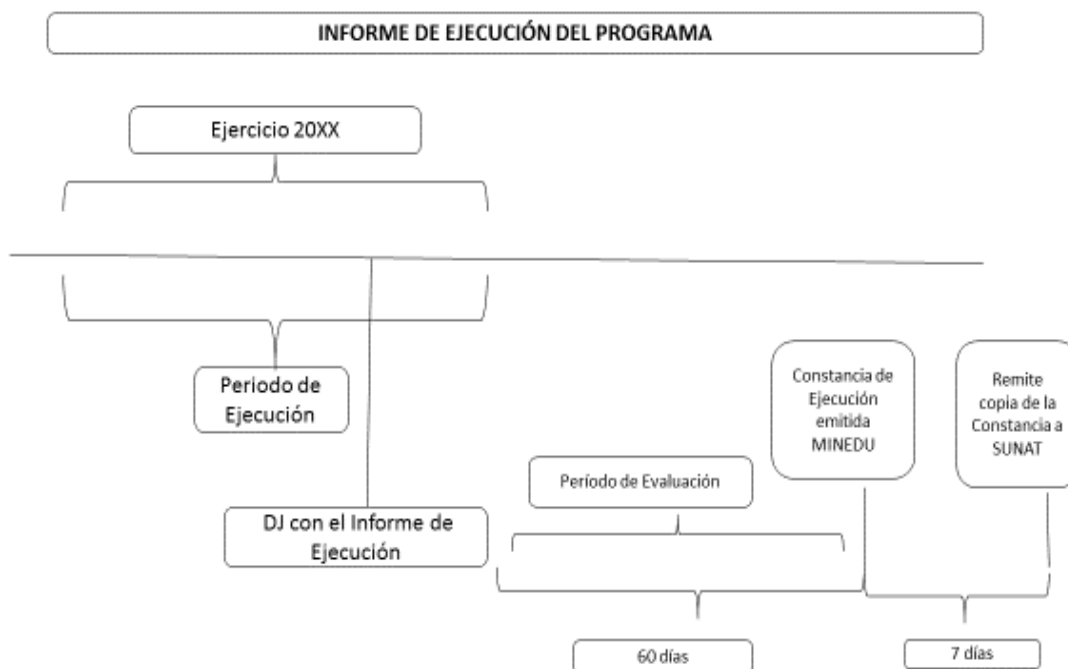 INFORME DE EJECUCIÓN DEL PROGRAMA
Ejercicio 20XX
Periodo de
Ejecución
DJ con el Informe de
Ejecución
Período de Evaluación
60 días
Constancia de
Ejecución
emitida
MINEDU
Remite
copia de la
Constancia a
SUNAT
7 días